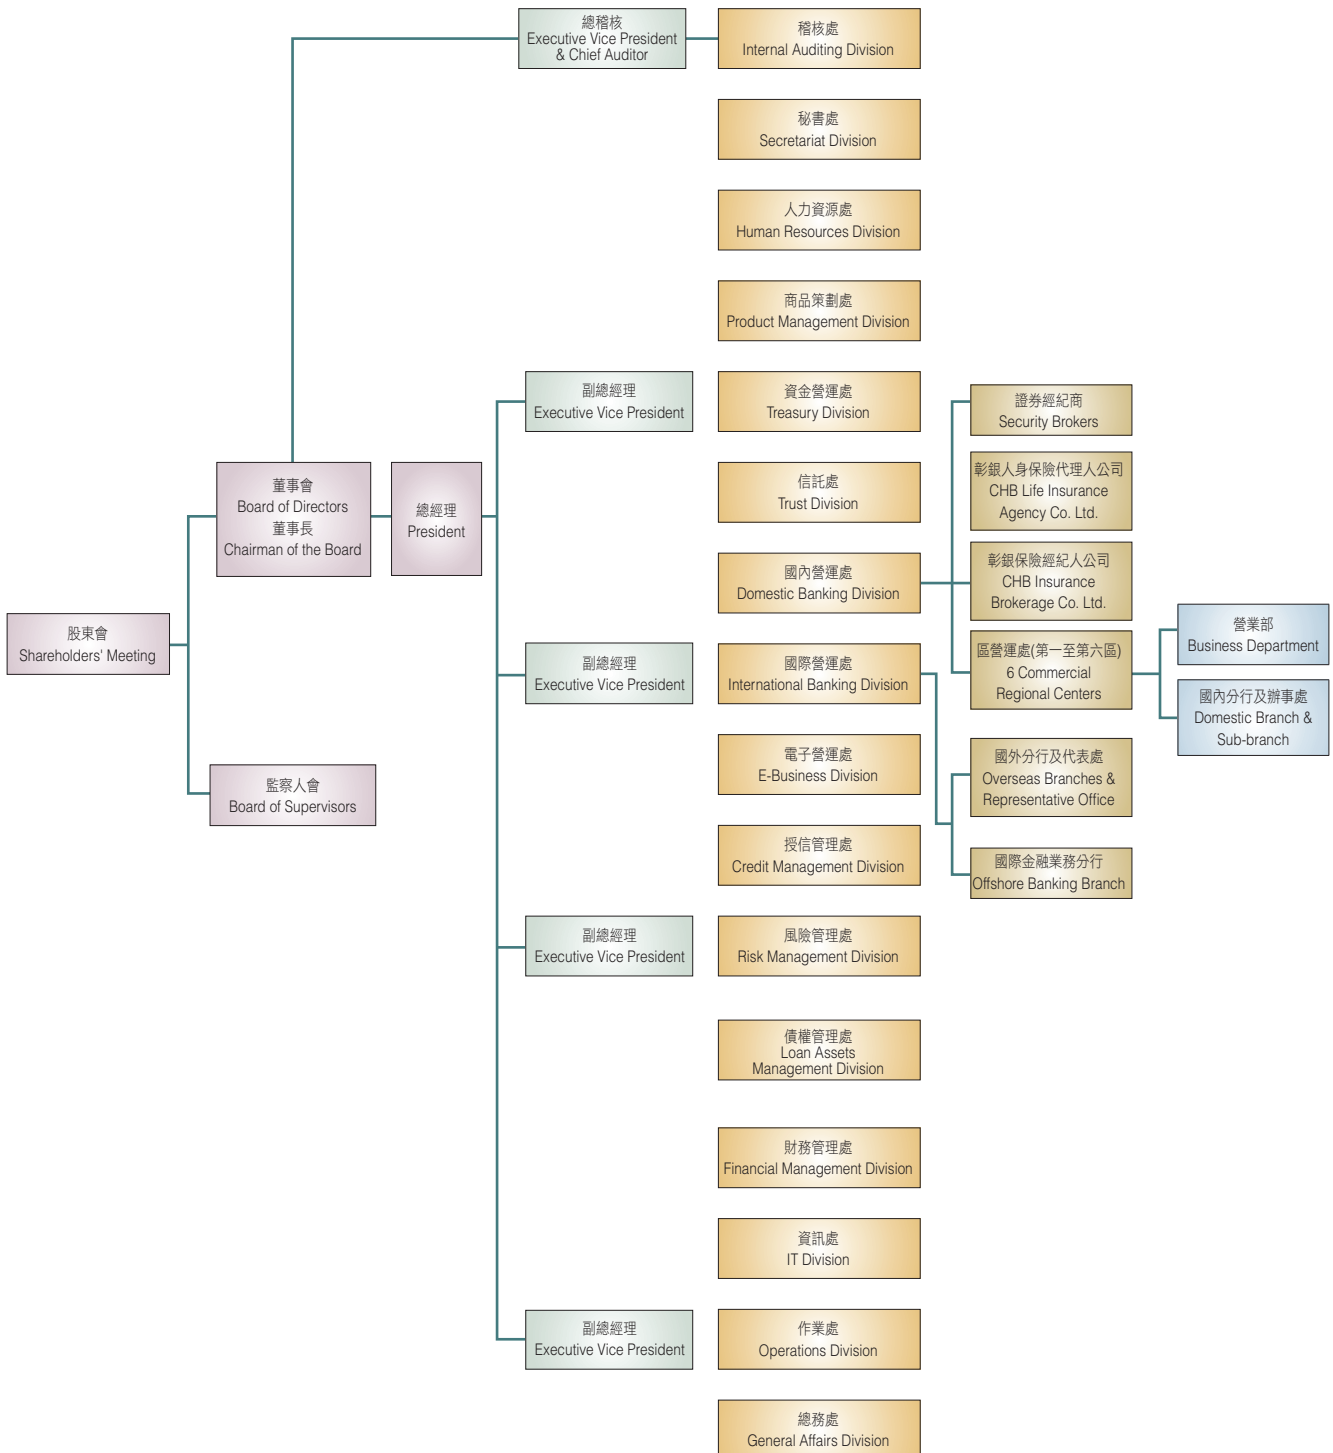 總稽核
Executive Vice President
& Chief Auditor
稽核處
Internal Auditing Division
秘書處
Secretariat Division
人力資源處
Human Resources Division
商品策劃處
Product Management Division
副總經理
Executive Vice President
資金營運處
Treasury Division
證券經紀商
Security Brokers
董事會
Board of Directors
董事長
Chairman of the Board
總經理
President
信託處
Trust Division
彰銀人身保險代理人公司
CHB Life Insurance
Agency Co. Ltd.
國內營運處
Domestic Banking Division
彰銀保險經紀人公司
CHB Insurance
Brokerage Co. Ltd.
股東會
Shareholders' Meeting
副總經理
Executive Vice President
國際營運處
International Banking Division
區營運處(第一至第六區)
6 Commercial
Regional Centers
營業部
Business Department
國內分行及辦事處
Domestic Branch &
Sub-branch
監察人會
Board of Supervisors
電子營運處
E-Business Division
國外分行及代表處
Overseas Branches &
Representative Office
授信管理處
Credit Management Division
國際金融業務分行
Offshore Banking Branch
副總經理
Executive Vice President
風險管理處
Risk Management Division
債權管理處
Loan Assets
Management Division
財務管理處
Financial Management Division
資訊處
IT Division
副總經理
Executive Vice President
作業處
Operations Division
總務處
General Affairs Division